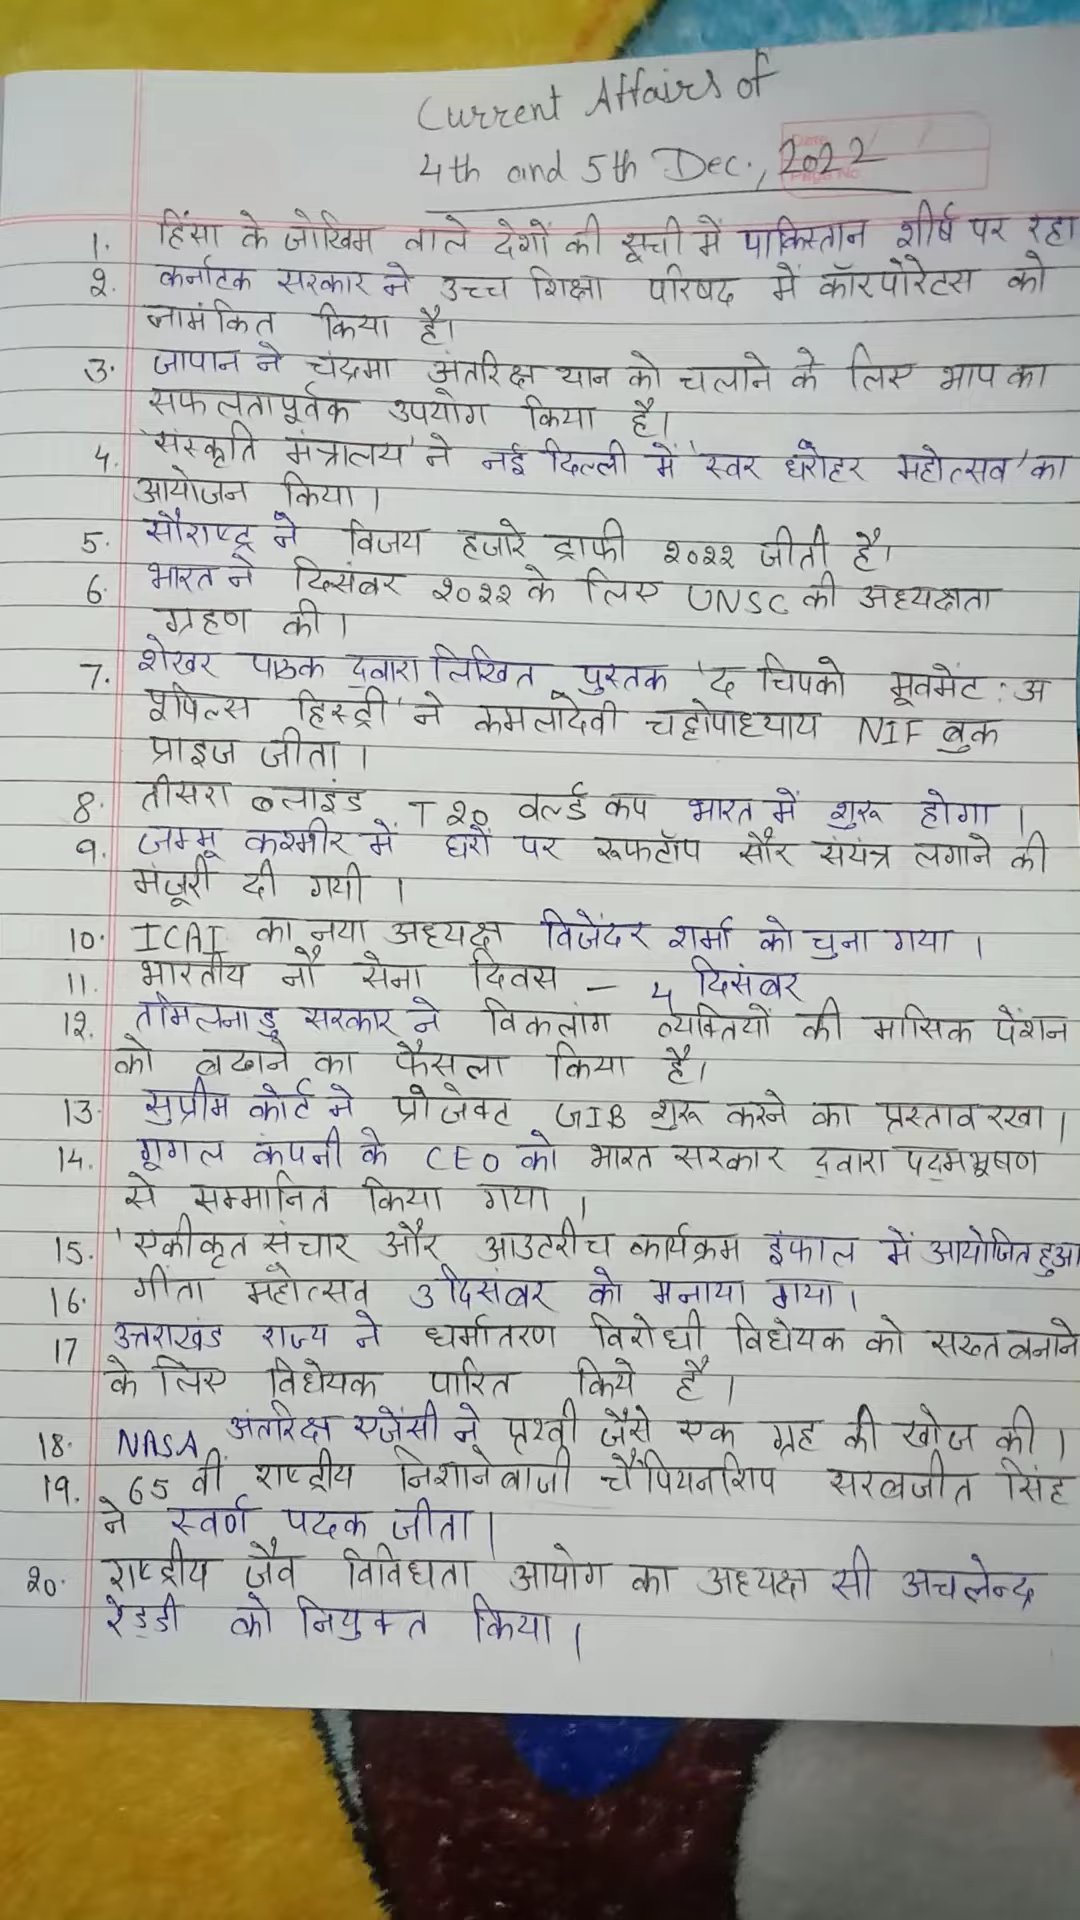 Current Affairs of
4th and 5th Dec., 2022
1. हिंसा के जोखिम वाले देशों की सूची में पाकिस्तान शीर्ष पर रहा
२. कर्नाटक सरकार ने उच्च शिक्षा परिषद में कॉरपोरेटस को
नामंकित किया है।
3. जापान ने चंद्रमा अंतरिक्ष यान को चलाने के लिए भाप का
सफलतापूर्वक उपयोग किया है।
4. 'संस्कृति मंत्रालय' ने नई दिल्ली में 'स्वर धरोहर महोत्सव' का
आयोजन किया।
5. सौराष्ट्र ने विजय हजारे ट्राफी २०२२ जीती है।
6. भारत ने दिसंबर २०२२ के लिए UNSC की अध्यक्षता
ग्रहण की।
7. शेखर पाठक द्वारा लिखित पुस्तक 'द चिपको मूवमेंट : अ
पूपिल्स हिस्ट्री' ने कमलादेवी चट्टोपाध्याय NIF बुक
प्राइज जीता।
8. तीसरा ब्लाइंड T २० वर्ल्ड कप भारत में शुरू होगा।
9. जम्मू कश्मीर में घरों पर रूफटॉप सौर संयंत्र लगाने की
मंजूरी दी गयी।
10. ICAI का नया अध्यक्ष विजेंदर शर्मा को चुना गया।
11. भारतीय नौ सेना दिवस – 4 दिसंबर
1२. तमिलनाडु सरकार ने विकलांग व्यक्तियों की मासिक पेंशन
को बढाने का फैसला किया है।
13. सुप्रीम कोर्ट ने प्रोजेक्ट GIB शुरू करने का प्रस्ताव रखा।
14. गूगल कंपनी के CEO को भारत सरकार द्वारा पद्मभूषण
से सम्मानित किया गया।
15. 'एकीकृत संचार और आउटरीच कार्यक्रम इंफाल में आयोजित हुआ
16. गीता महोत्सव 3 दिसंबर को मनाया गया।
17 उत्तराखंड राज्य ने धर्मातरण विरोधी विधेयक को सख्त बनाने
के लिए विधेयक पारित किये है।
18. NASA अंतरिक्ष एजेंसी ने पृथ्वी जैसे एक ग्रह की खोज की।
19. 65 वीं राष्ट्रीय निशानेबाजी चैंपियनशिप सरबजीत सिंह
ने स्वर्ण पदक जीता।
२0. राष्ट्रीय जैव विविधता आयोग का अध्यक्ष सी अचलेन्द्र
रेड्डी को नियुक्त किया।